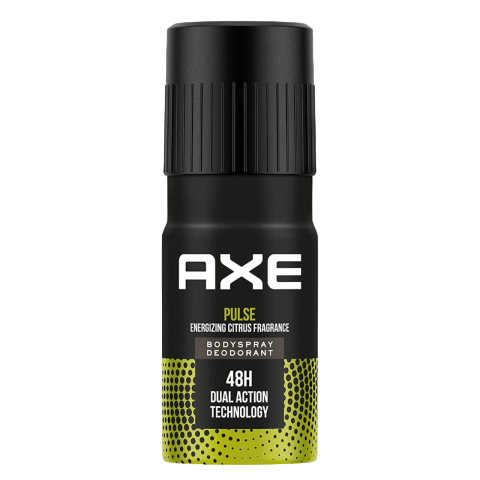 AXE
PULSE
ENERGIZING CITRUS FRAGRANCE
BODYSPRAY
DEODORANT
48H
DUAL ACTION
TECHNOLOGY